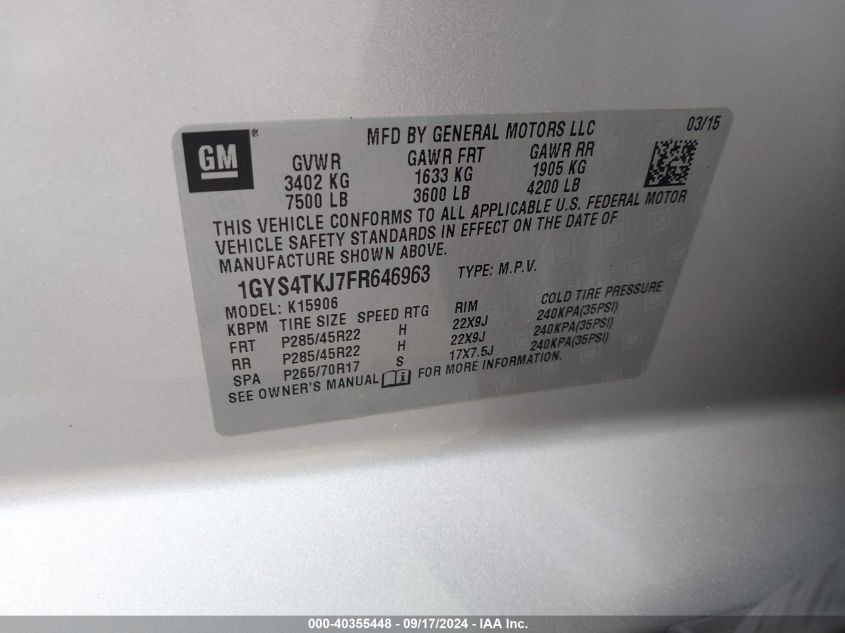 GM®
MFD BY GENERAL MOTORS LLC 03/15
GVWR GAWR FRT GAWR RR
3402 KG 1633 KG 1905 KG
7500 LB 3600 LB 4200 LB
THIS VEHICLE CONFORMS TO ALL APPLICABLE U.S. FEDERAL MOTOR
VEHICLE SAFETY STANDARDS IN EFFECT ON THE DATE OF
MANUFACTURE SHOWN ABOVE.
1GYS4TKJ7FR646963 TYPE: M.P.V.
MODEL: K15906
KBPM TIRE SIZE SPEED RTG RIM COLD TIRE PRESSURE
FRT P285/45R22 H 22X9J 240KPA(35PSI)
RR P285/45R22 H 22X9J 240KPA(35PSI)
SPA P265/70R17 S 17X7.5J 240KPA(35PSI)
SEE OWNER'S MANUAL FOR MORE INFORMATION.
000-40355448 - 09/17/2024 - IAA Inc.